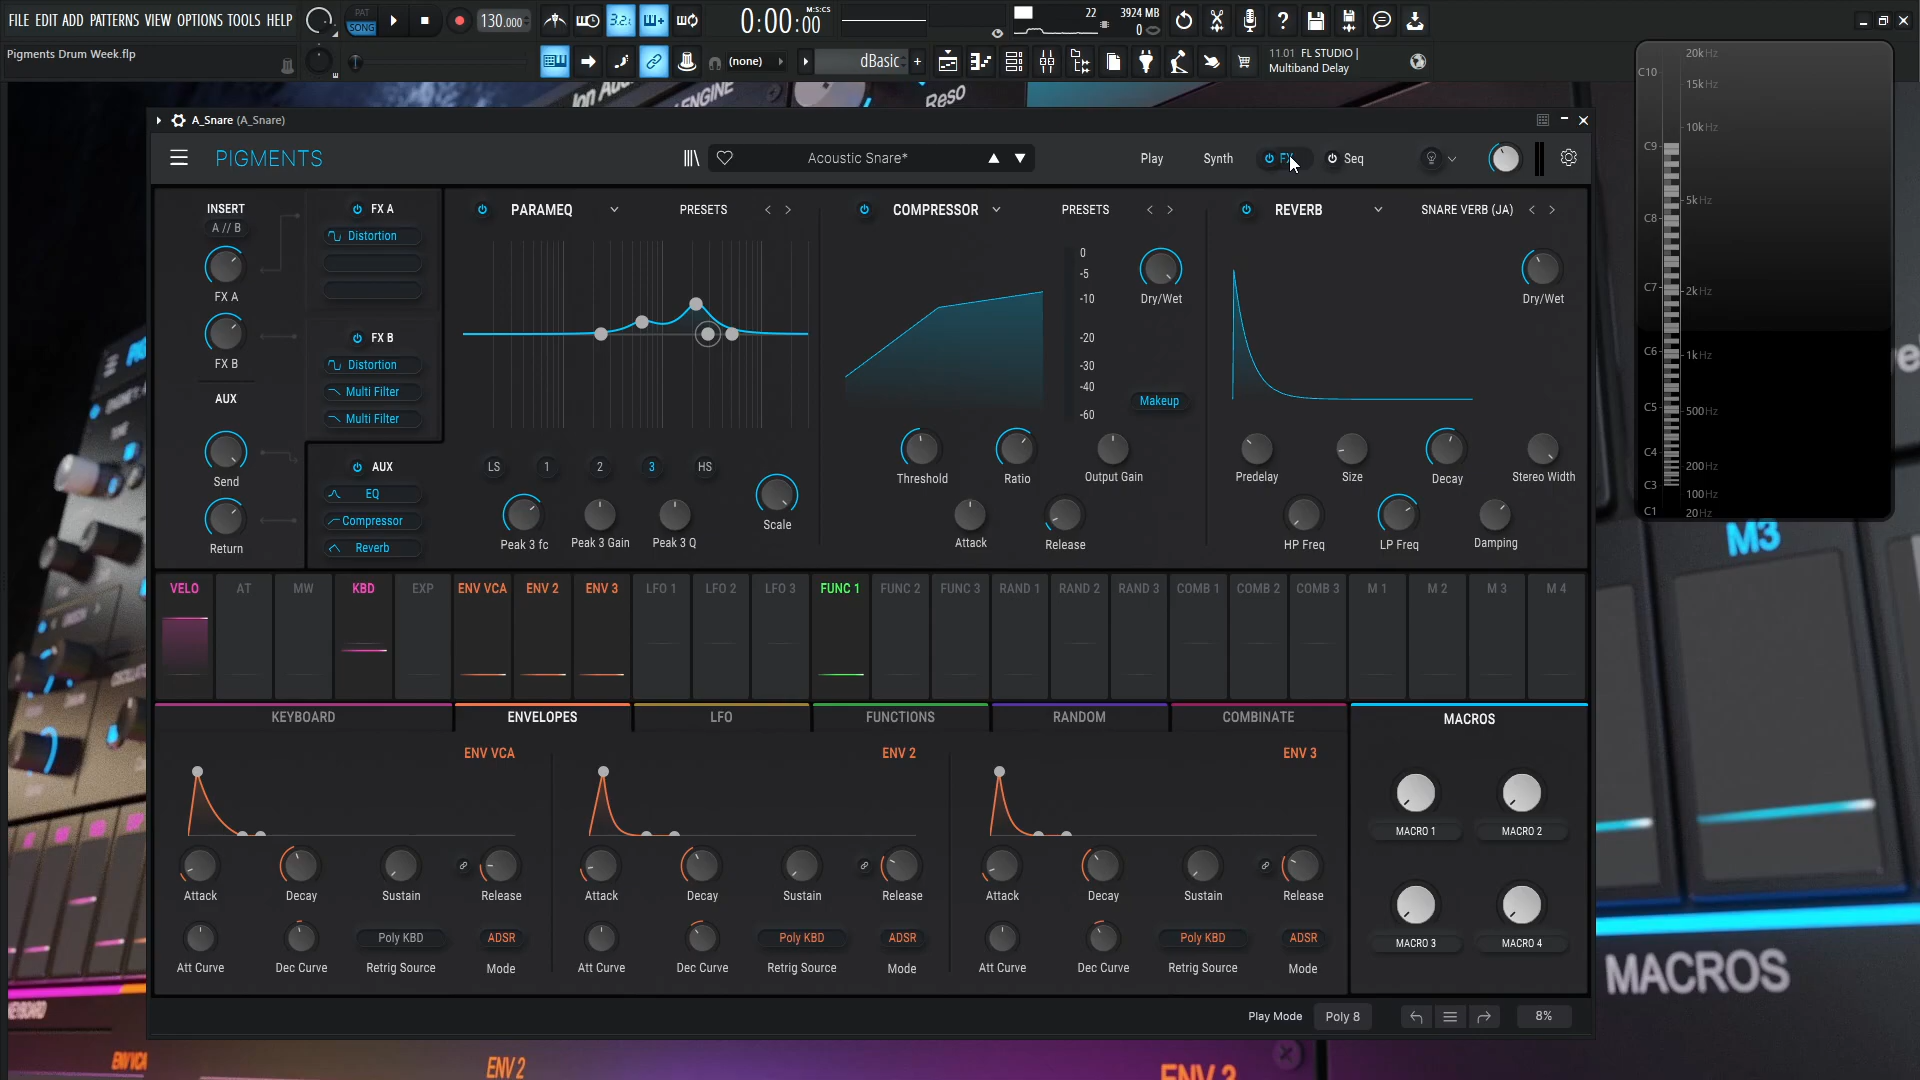 FILE EDIT ADD PATTERNS VIEW OPTIONS TOOLS HELP
PAT
SONG
130.000
3.2.
0:00:00
M:S:CS
22
3924 MB
0
Pigments Drum Week.flp
(none)
dBasic
11.01 FL STUDIO |
Multiband Delay
ENGINE
Reso
A_Snare (A_Snare)
PIGMENTS
Acoustic Snare*
Play
Synth
FX
Seq
INSERT
A // B
FX A
FX B
AUX
Send
Return
FX A
Distortion
FX B
Distortion
Multi Filter
Multi Filter
AUX
EQ
Compressor
Reverb
PARAMEQ
PRESETS
LS
1
2
3
HS
Peak 3 fc
Peak 3 Gain
Peak 3 Q
Scale
COMPRESSOR
PRESETS
0
-5
-10
-20
-30
-40
-60
Dry/Wet
Makeup
Threshold
Ratio
Output Gain
Attack
Release
REVERB
SNARE VERB (JA)
Dry/Wet
Predelay
Size
Decay
Stereo Width
HP Freq
LP Freq
Damping
VELO
AT
MW
KBD
EXP
ENV VCA
ENV 2
ENV 3
LFO 1
LFO 2
LFO 3
FUNC 1
FUNC 2
FUNC 3
RAND 1
RAND 2
RAND 3
COMB 1
COMB 2
COMB 3
M 1
M 2
M 3
M 4
KEYBOARD
ENVELOPES
LFO
FUNCTIONS
RANDOM
COMBINATE
MACROS
ENV VCA
Attack
Decay
Sustain
Release
Att Curve
Dec Curve
Poly KBD
Retrig Source
ADSR
Mode
ENV 2
Attack
Decay
Sustain
Release
Att Curve
Dec Curve
Poly KBD
Retrig Source
ADSR
Mode
ENV 3
Attack
Decay
Sustain
Release
Att Curve
Dec Curve
Poly KBD
Retrig Source
ADSR
Mode
MACRO 1
MACRO 2
MACRO 3
MACRO 4
Play Mode
Poly 8
8%
20kHz
C10
15kHz
10kHz
C9
5kHz
C8
C7
2kHz
C6
1kHz
C5
500Hz
C4
200Hz
C3
100Hz
C1
20Hz
M3
MACROS
ENV VCA
ENV 2
ENV 3